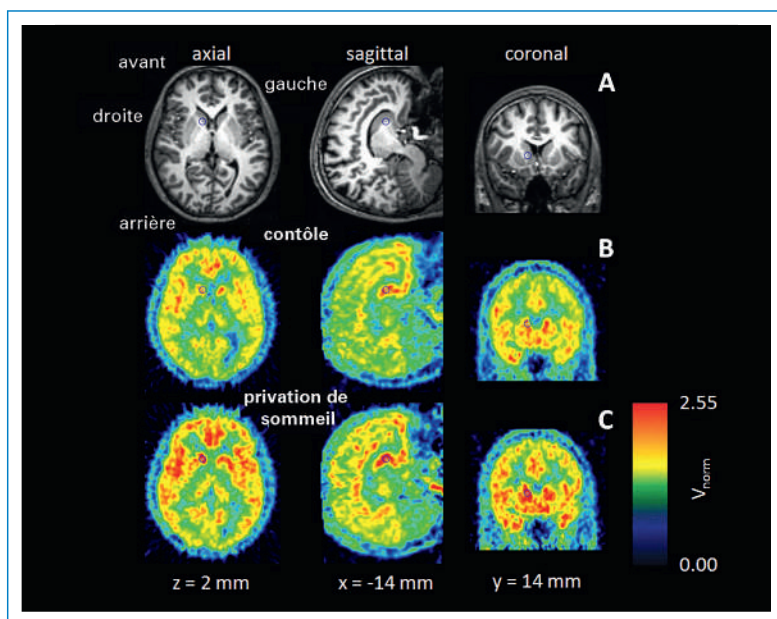 axial
sagittal
coronal
avant
gauche
A
droite
arrière
contôle
B
privation de
sommeil
C
2.55
Vnorm
0.00
z = 2 mm
x = -14 mm
y = 14 mm